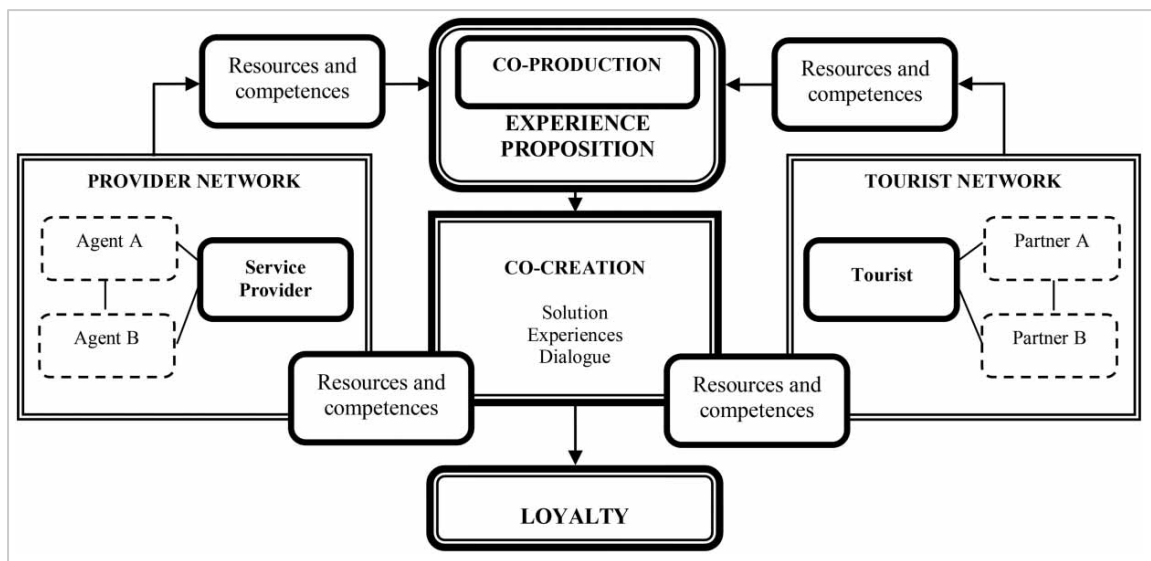 Resources and
competences
CO-PRODUCTION
EXPERIENCE
PROPOSITION
Resources and
competences
PROVIDER NETWORK
Agent A
Agent B
Service
Provider
CO-CREATION
Solution
Experiences
Dialogue
TOURIST NETWORK
Tourist
Partner A
Partner B
Resources and
competences
Resources and
competences
LOYALTY